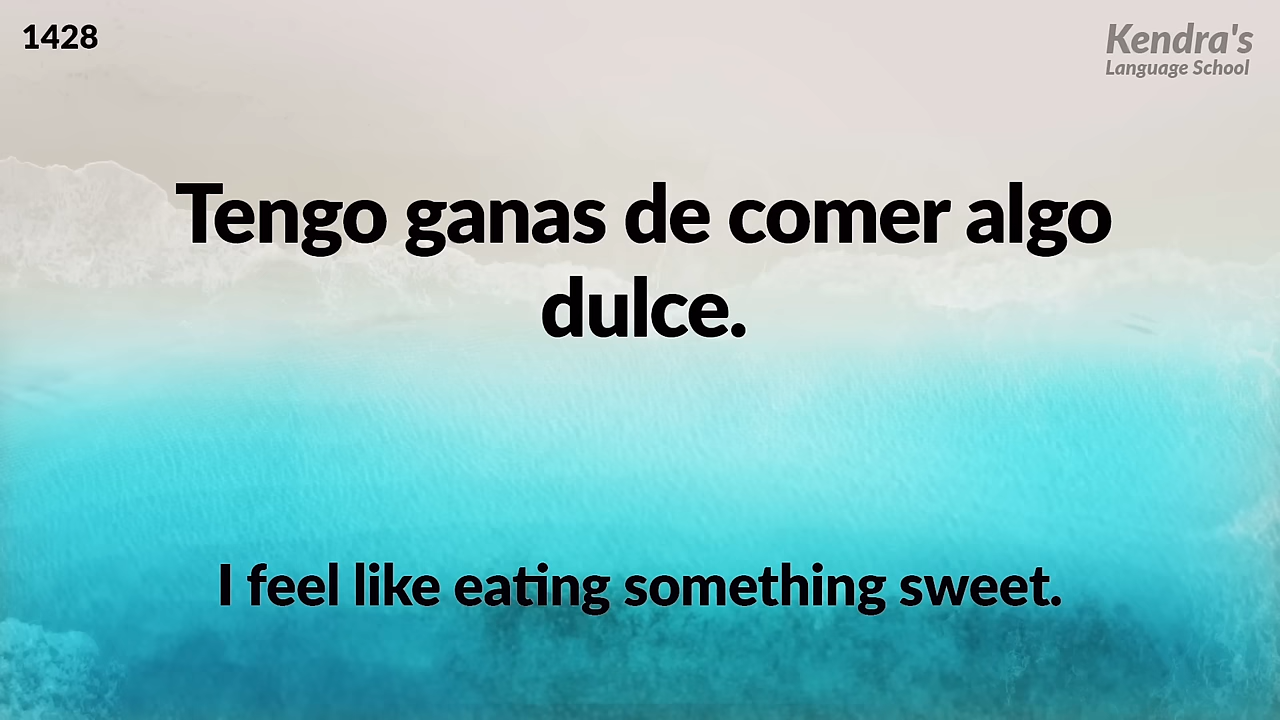 1428
Kendra's
Language School
Tengo ganas de comer algo
dulce.
I feel like eating something sweet.